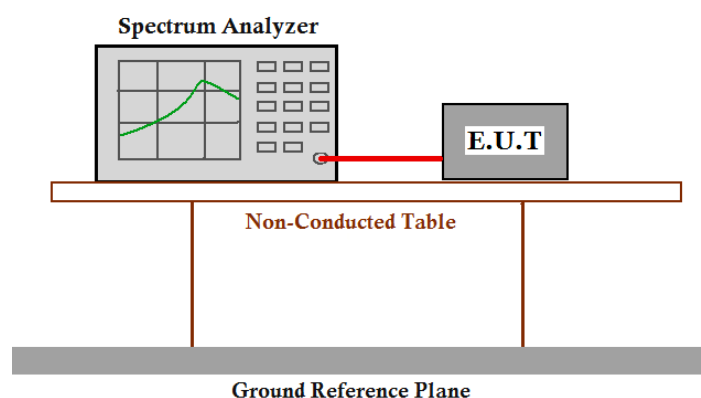 Spectrum Analyzer
E.U.T
Non-Conducted Table
Ground Reference Plane